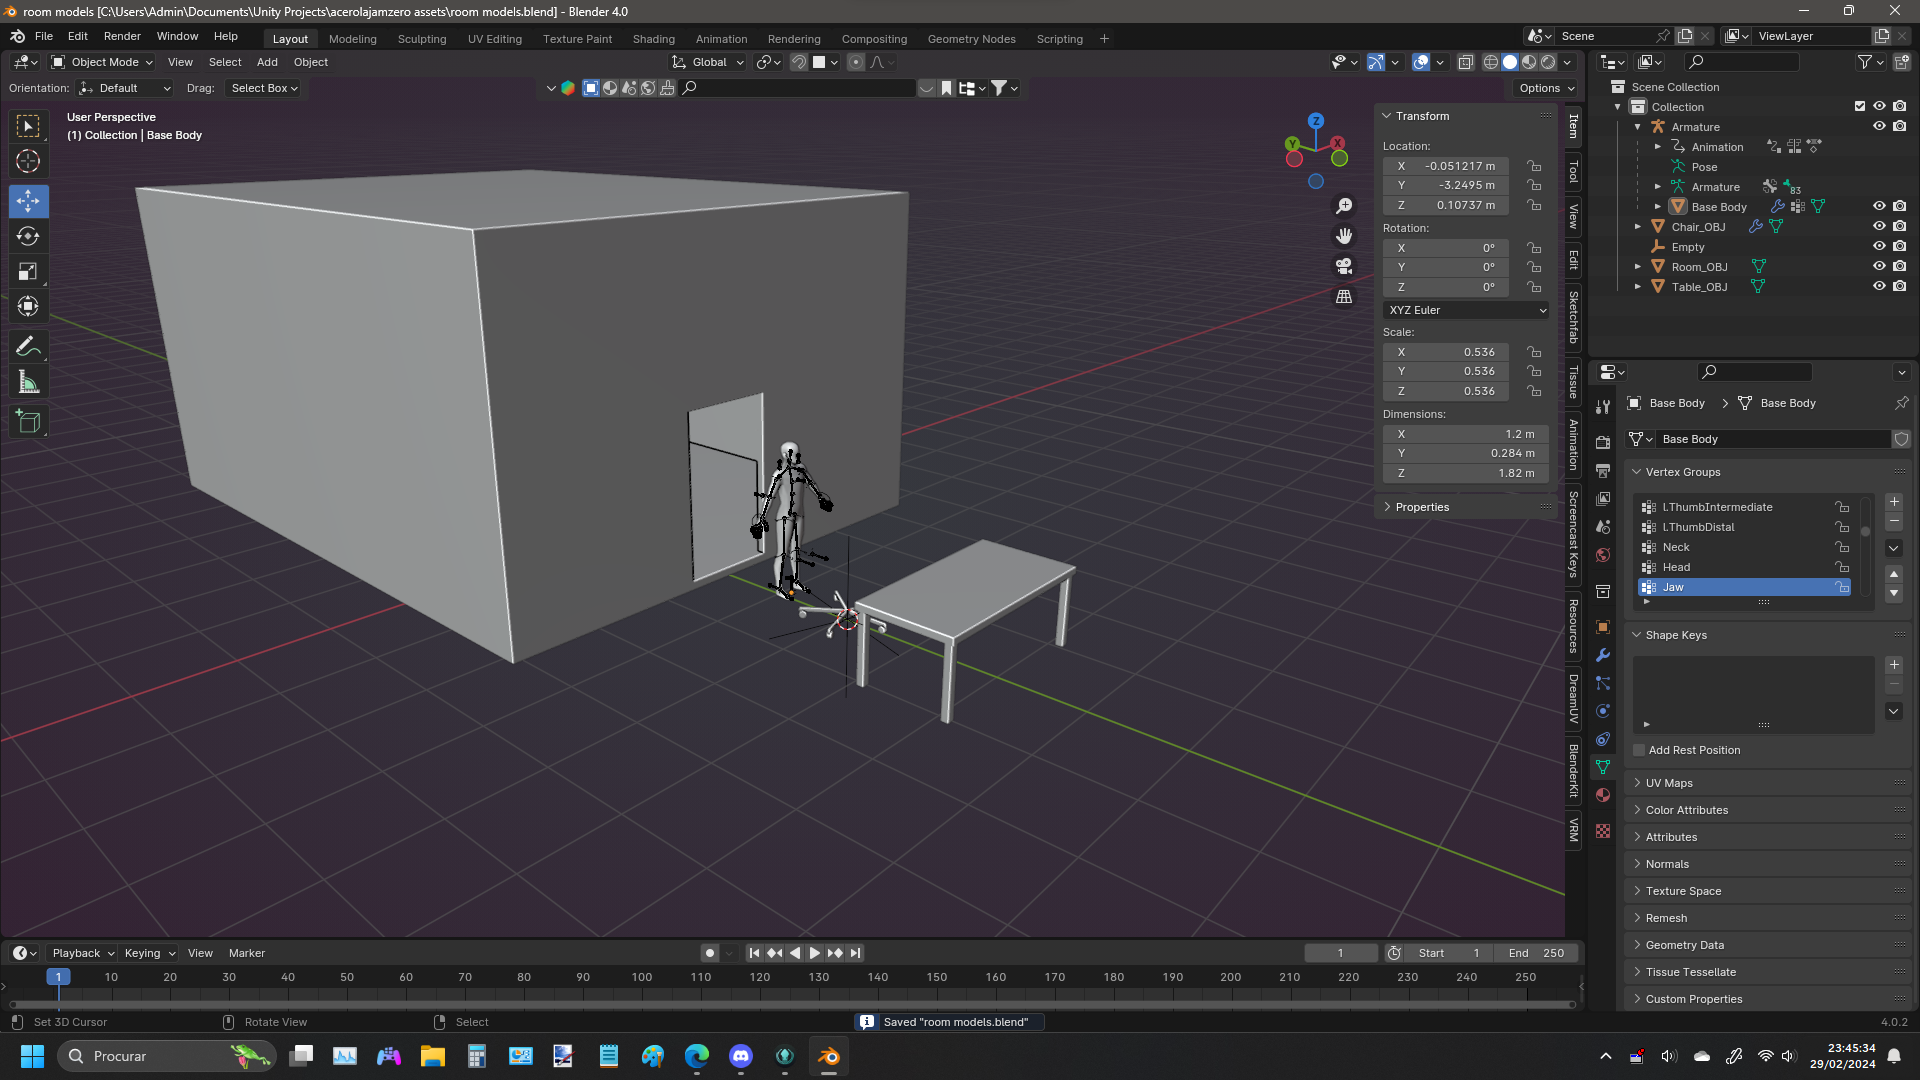 room models [C:\Users\Admin\Documents\Unity Projects\acerolajamzero assets\room models.blend] - Blender 4.0
File Edit Render Window Help Layout Modeling Sculpting UV Editing Texture Paint Shading Animation Rendering Compositing Geometry Nodes Scripting + Scene ViewLayer
Object Mode View Select Add Object Global
Orientation: Default Drag: Select Box Options
User Perspective
(1) Collection | Base Body
Z
Y
X
Transform
Location:
X -0.051217 m
Y -3.2495 m
Z 0.10737 m
Rotation:
X 0°
Y 0°
Z 0°
XYZ Euler
Scale:
X 0.536
Y 0.536
Z 0.536
Dimensions:
X 1.2 m
Y 0.284 m
Z 1.82 m
Properties
Item
Tool
View
Edit
Sketchfab
Tissue
Animation
Screencast Keys
Resources
DreamUV
BlenderKit
VRM
Scene Collection
Collection
Armature
Animation
Pose
Armature 83
Base Body
Chair_OBJ
Empty
Room_OBJ
Table_OBJ
Base Body Base Body
Base Body
Vertex Groups
l.ThumbIntermediate
l.ThumbDistal
Neck
Head
Jaw
Shape Keys
Add Rest Position
UV Maps
Color Attributes
Attributes
Normals
Texture Space
Remesh
Geometry Data
Tissue Tessellate
Custom Properties
Playback Keying View Marker 1 Start 1 End 250
1 10 20 30 40 50 60 70 80 90 100 110 120 130 140 150 160 170 180 190 200 210 220 230 240 250
Set 3D Cursor Rotate View Select Saved "room models.blend" 4.0.2
Procurar
23:45:34
29/02/2024